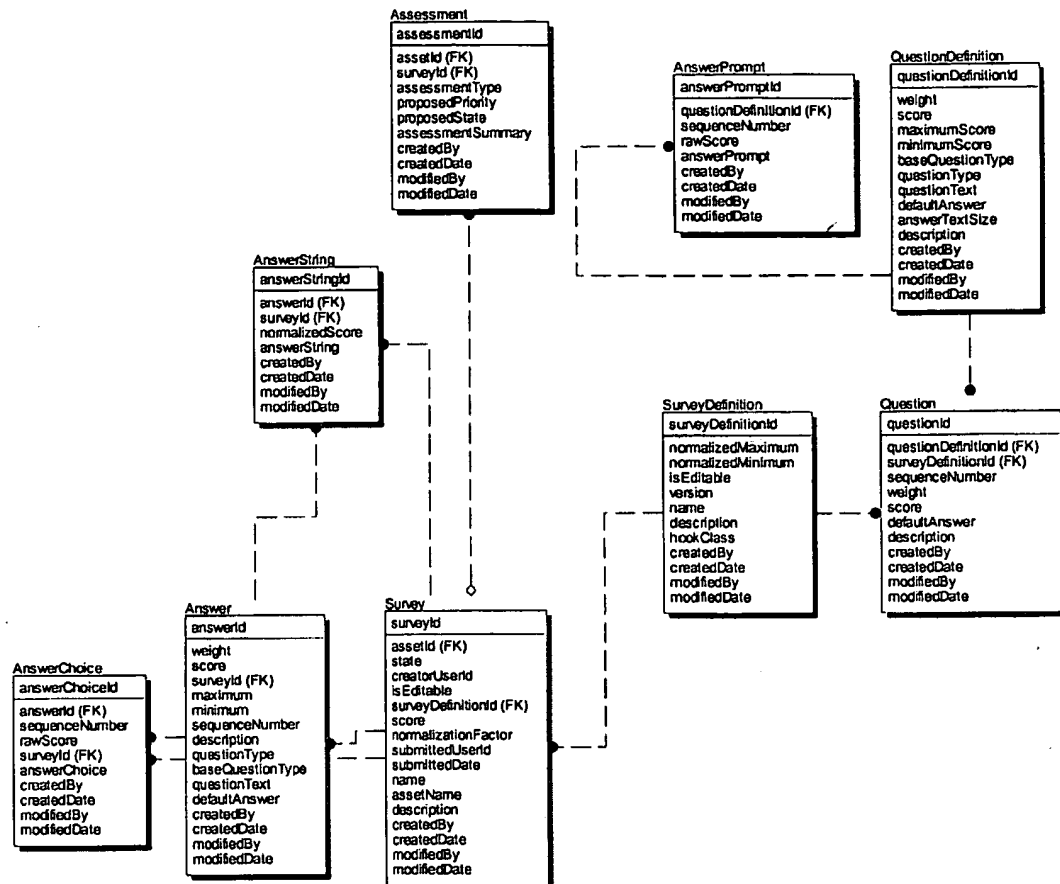 Assessment
assessmentId
assetId (FK)
surveyId (FK)
assessmentType
proposedPriority
proposedState
assessmentSummary
createdBy
createdDate
modifiedBy
modifiedDate
AnswerPrompt
answerPromptId
questionDefinitionId (FK)
sequenceNumber
rawScore
answerPrompt
createdBy
createdDate
modifiedBy
modifiedDate
QuestionDefinition
questionDefinitionId
weight
score
maximumScore
minimumScore
baseQuestionType
questionType
questionText
defaultAnswer
answerTextSize
description
createdBy
createdDate
modifiedBy
modifiedDate
AnswerString
answerStringId
answerId (FK)
surveyId (FK)
normalizedScore
answerString
createdBy
createdDate
modifiedBy
modifiedDate
SurveyDefinition
surveyDefinitionId
normalizedMaximum
normalizedMinimum
isEditable
version
name
description
hookClass
createdBy
createdDate
modifiedBy
modifiedDate
Question
questionId
questionDefinitionId (FK)
surveyDefinitionId (FK)
sequenceNumber
weight
score
defaultAnswer
description
createdBy
createdDate
modifiedBy
modifiedDate
AnswerChoice
answerChoiceId
answerId (FK)
sequenceNumber
rawScore
surveyId (FK)
answerChoice
createdBy
createdDate
modifiedBy
modifiedDate
Answer
answerId
weight
score
surveyId (FK)
maximum
minimum
sequenceNumber
description
questionType
baseQuestionType
questionText
defaultAnswer
createdBy
createdDate
modifiedBy
modifiedDate
Survey
surveyId
assetId (FK)
state
creatorUserId
isEditable
surveyDefinitionId (FK)
score
normalizationFactor
submittedUserId
submittedDate
name
assetName
description
createdBy
createdDate
modifiedBy
modifiedDate